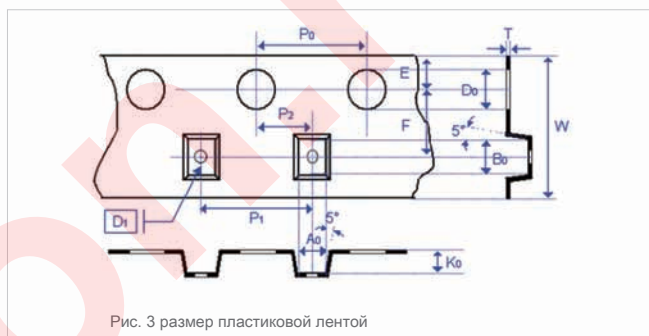 P₀ T
E D₀
P₂ F W
5° B₀
D₁ P₁ 5°
A₀
K₀
Рис. 3 размер пластиковой лентой